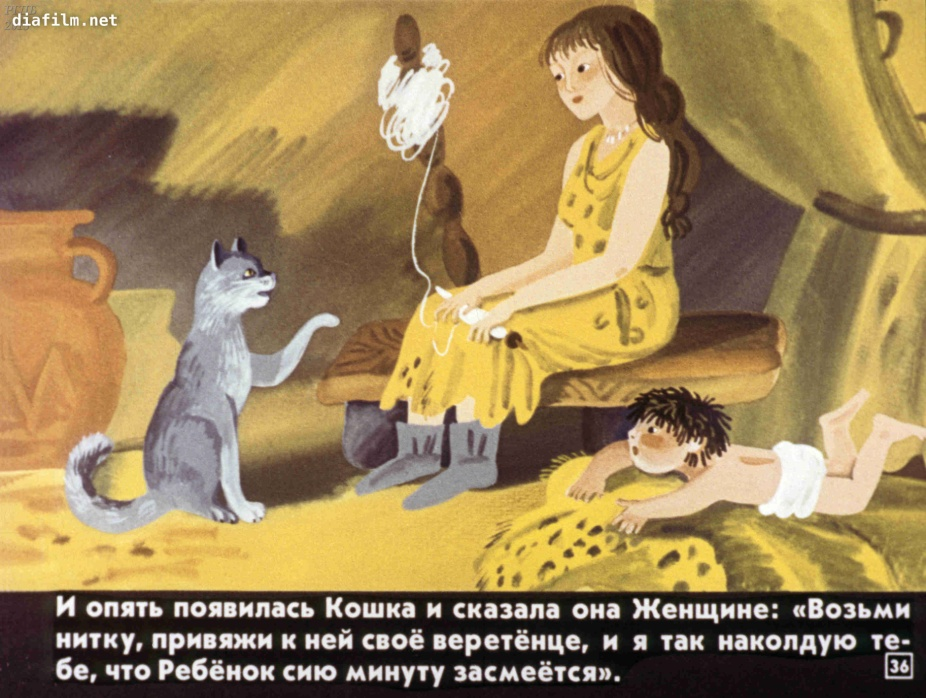 diafilm.net
И опять появилась Кошка и сказала она Женщине: «Возьми
нитку, привяжи к ней своё веретёнце, и я так наколдую те-
бе, что Ребёнок сию минуту засмеётся».
36